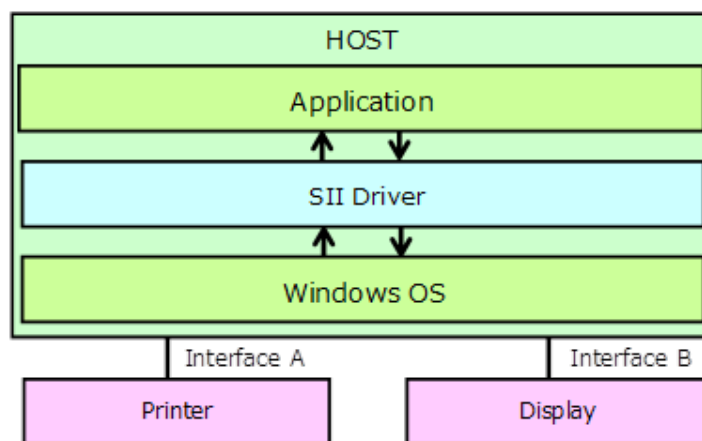 HOST
Application
SII Driver
Windows OS
Interface A
Interface B
Printer
Display